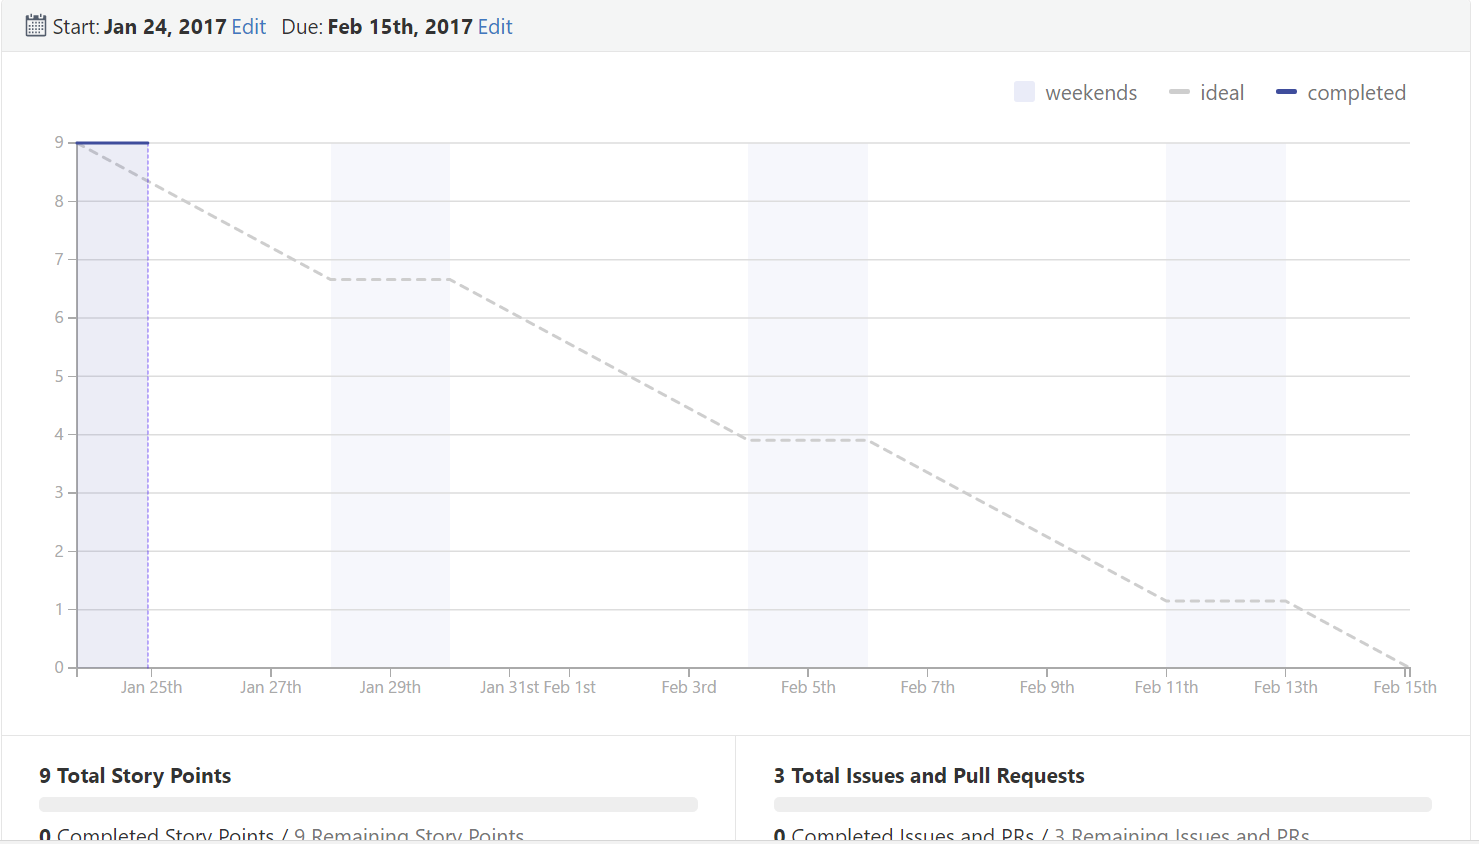 Start: Jan 24, 2017 Edit Due: Feb 15th, 2017 Edit
weekends ideal completed
9
8
7
6
5
4
3
2
1
0
Jan 25th Jan 27th Jan 29th Jan 31st Feb 1st Feb 3rd Feb 5th Feb 7th Feb 9th Feb 11th Feb 13th Feb 15th
9 Total Story Points
0 Completed Story Points / 9 Remaining Story Points
3 Total Issues and Pull Requests
0 Completed Issues and PRs / 3 Remaining Issues and PRs